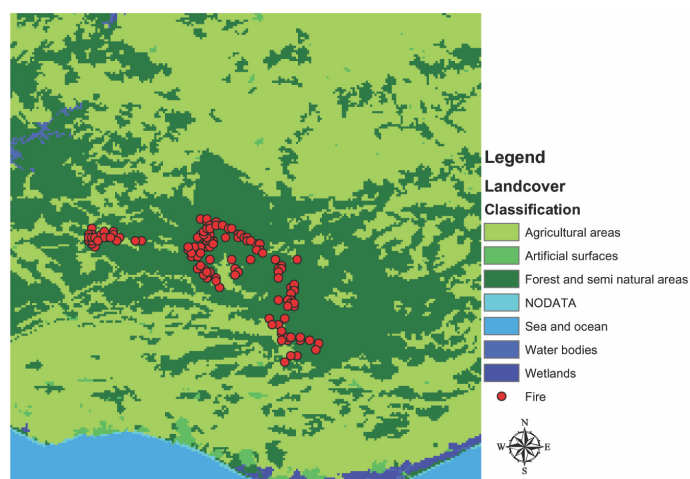 Legend
Landcover
Classification
Agricultural areas
Artificial surfaces
Forest and semi natural areas
NODATA
Sea and ocean
Water bodies
Wetlands
Fire
N
W E
S